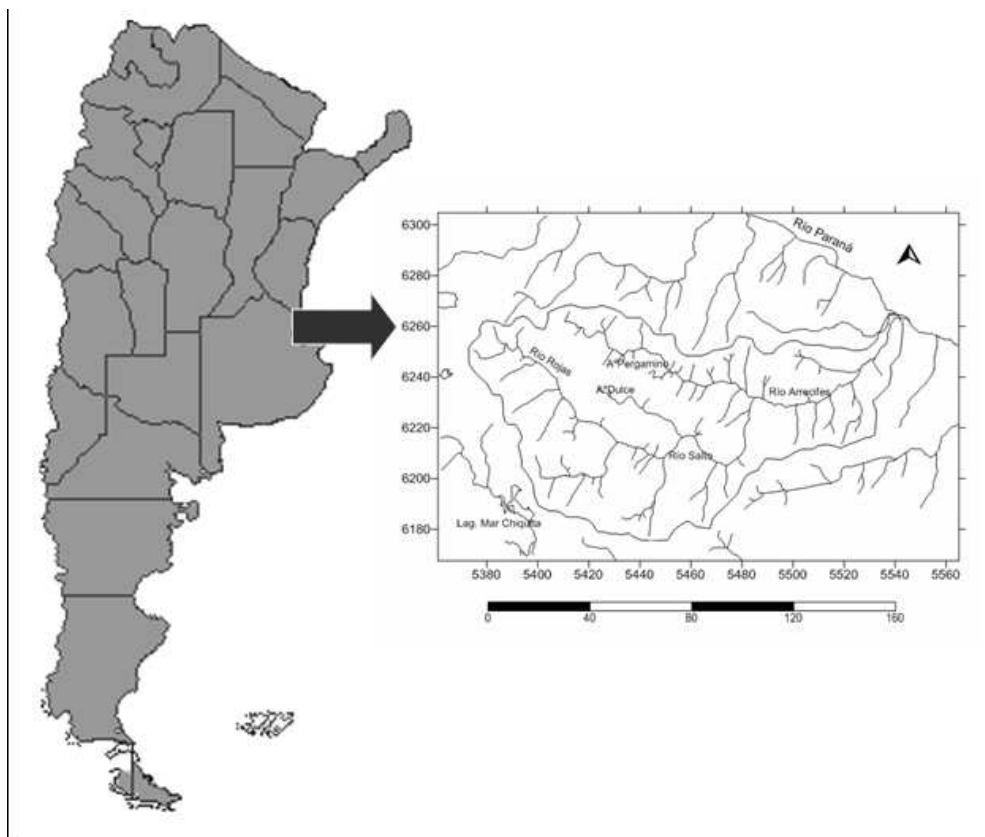 6300
6280
6260
6240
6220
6200
6180
Río Paraná
Río Rojas
Aº Pergamino
Aº Dulce
Río Arrecifes
Río Salto
Lag. Mar Chiquita
5380 5400 5420 5440 5460 5480 5500 5520 5540 5560
0 40 80 120 160